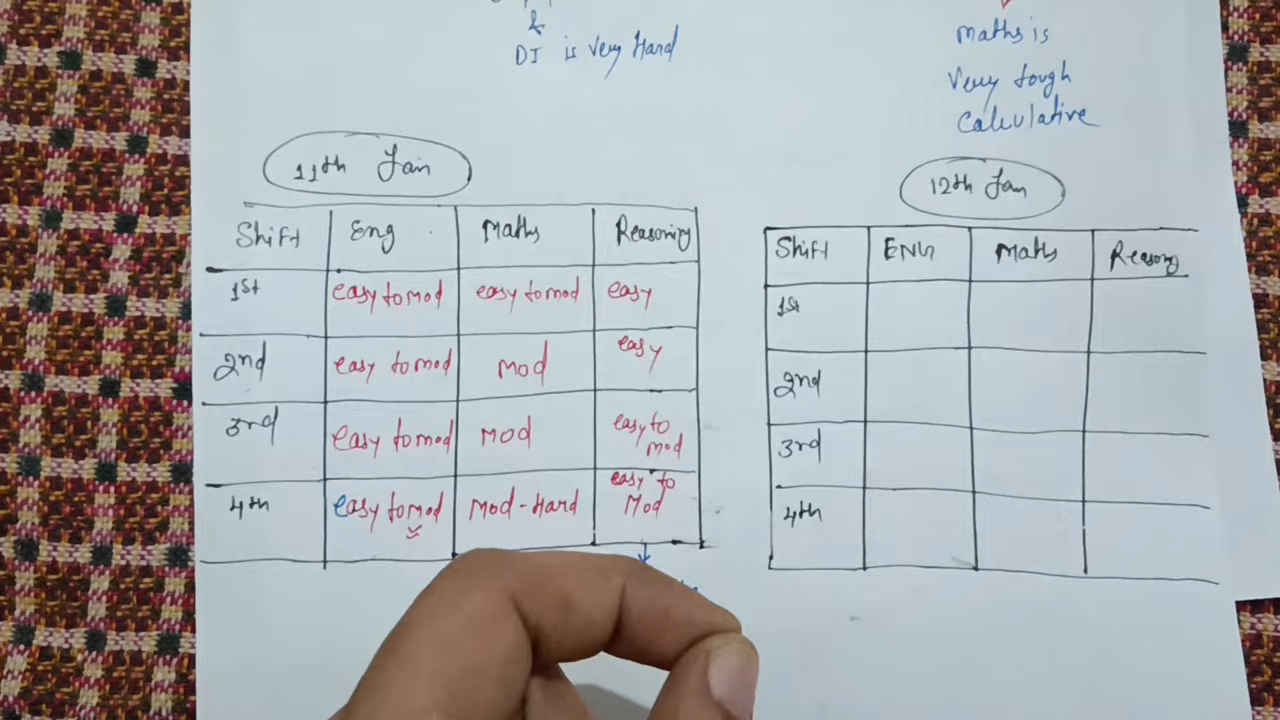 &
DI is very Hard
Maths is
Very tough
Calculative
11th Jan
Shift Eng Maths Reasoning
1st easy to mod easy to mod easy
2nd easy to mod mod easy
3rd easy to mod mod easy to mod
4th easy to mod Mod-Hard easy to Mod
12th Jan
Shift ENG Maths Reasong
1st
2nd
3rd
4th